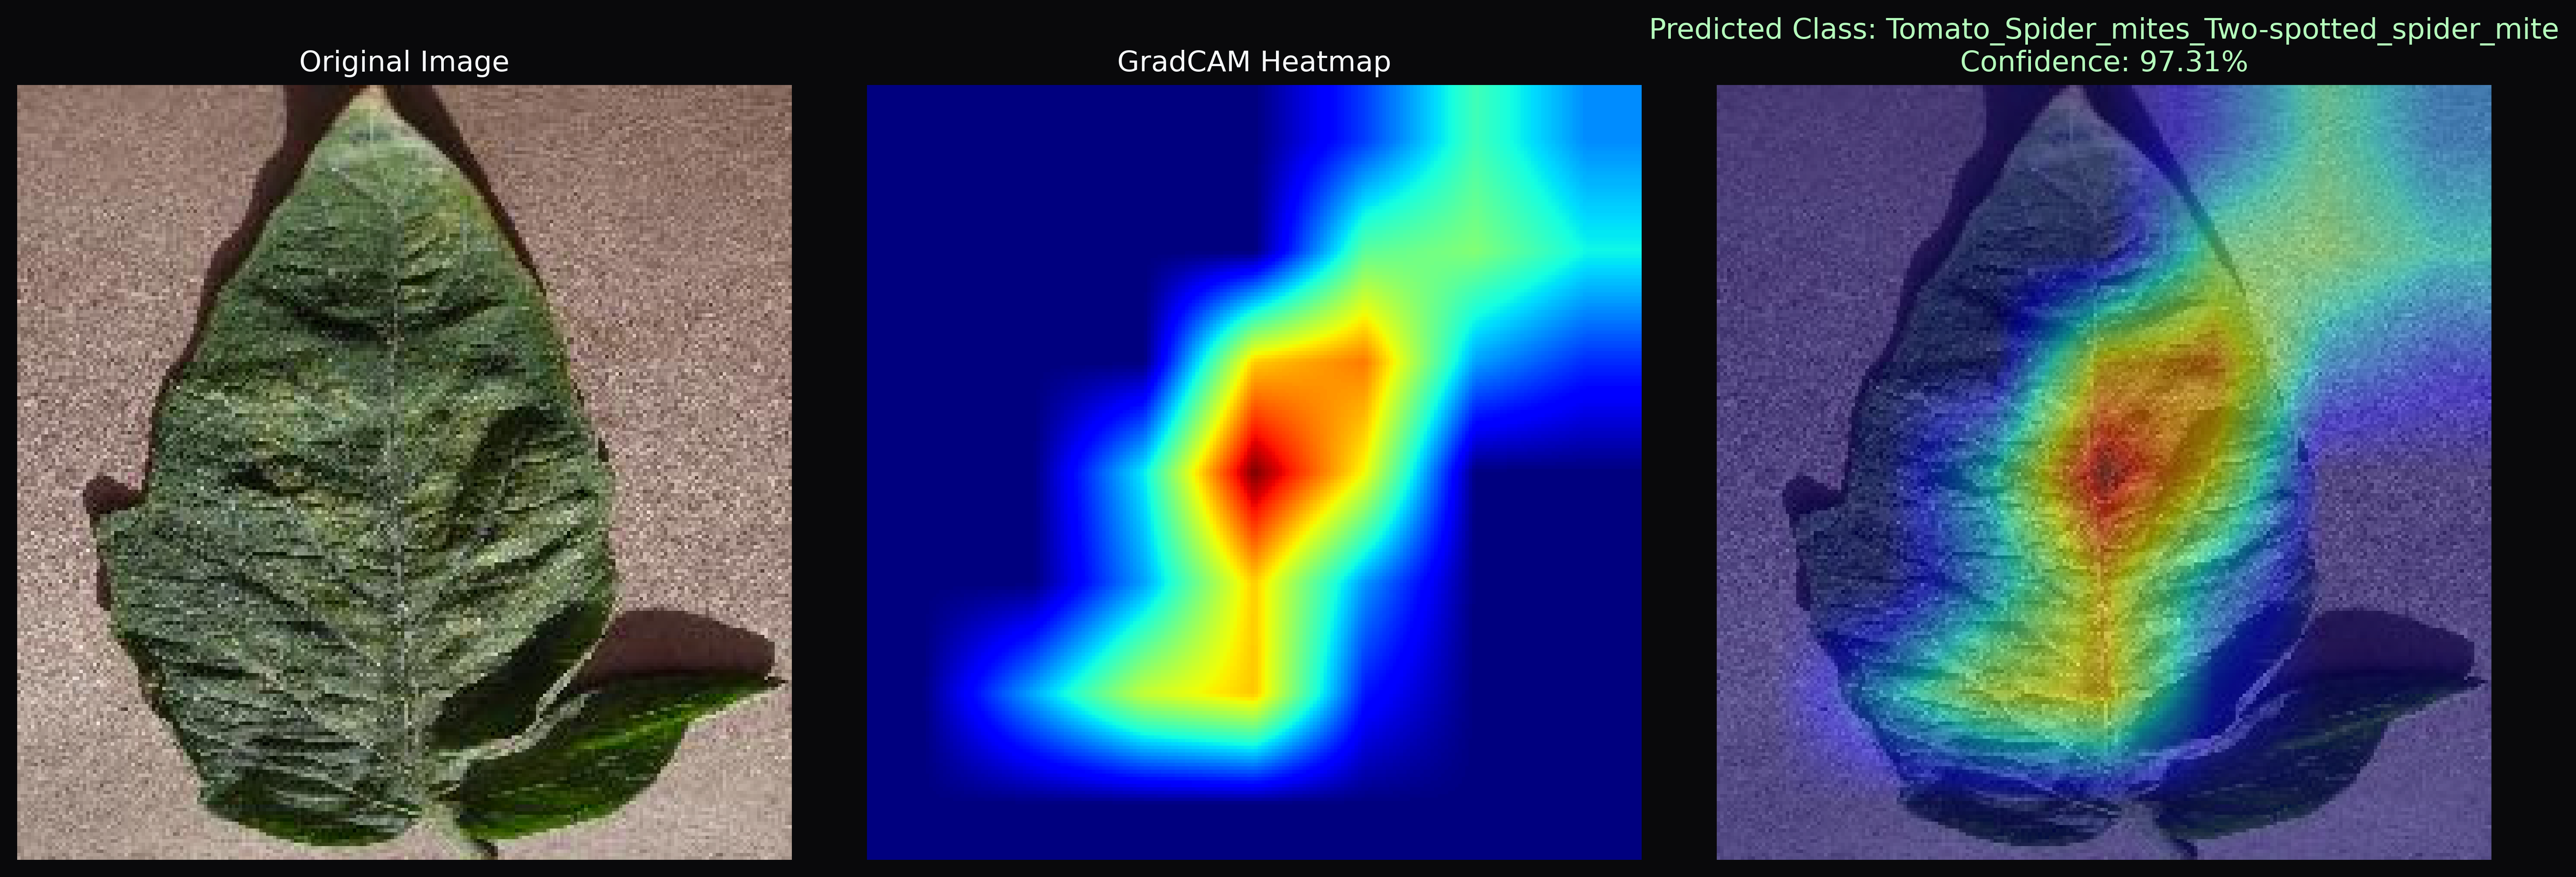 Original Image
GradCAM Heatmap
Predicted Class: Tomato_Spider_mites_Two-spotted_spider_mite
Confidence: 97.31%